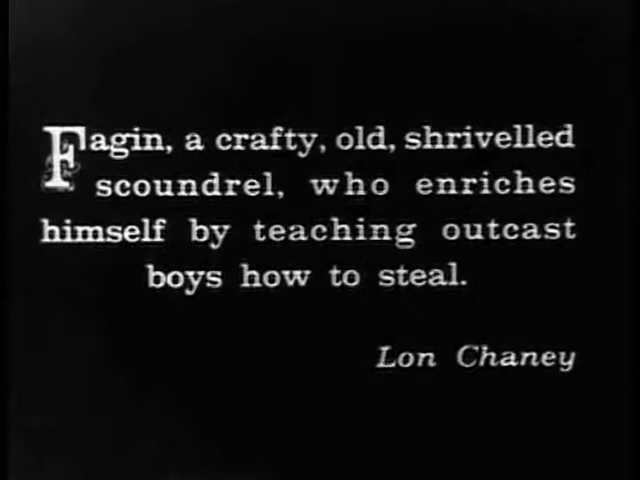 Fagin, a crafty, old, shrivelled
scoundrel, who enriches
himself by teaching outcast
boys how to steal.
Lon Chaney